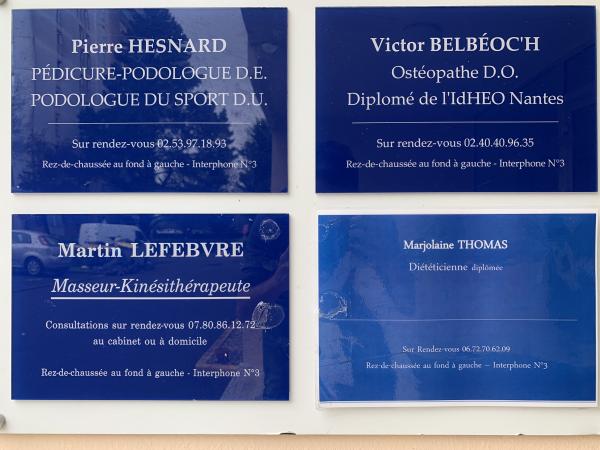 Pierre HESNARD
PÉDICURE-PODOLOGUE D.E.
PODOLOGUE DU SPORT D.U.
Sur rendez-vous 02.53.97.18.93
Rez-de-chaussée au fond à gauche - Interphone N°3
Victor BELBÉOC'H
Ostéopathe D.O.
Diplomé de l'IdHEO Nantes
Sur rendez-vous 02.40.40.96.35
Rez-de-chaussée au fond à gauche - Interphone N°3
Martin LEFEBVRE
Masseur-Kinésithérapeute
Consultations sur rendez-vous 07.80.86.12.72
au cabinet ou à domicile
Rez-de-chaussée au fond à gauche - Interphone N°3
Marjolaine THOMAS
Diététicienne diplômée
Sur Rendez-vous 06.72.70.62.09
Rez-de-chaussée au fond à gauche – Interphone N°3